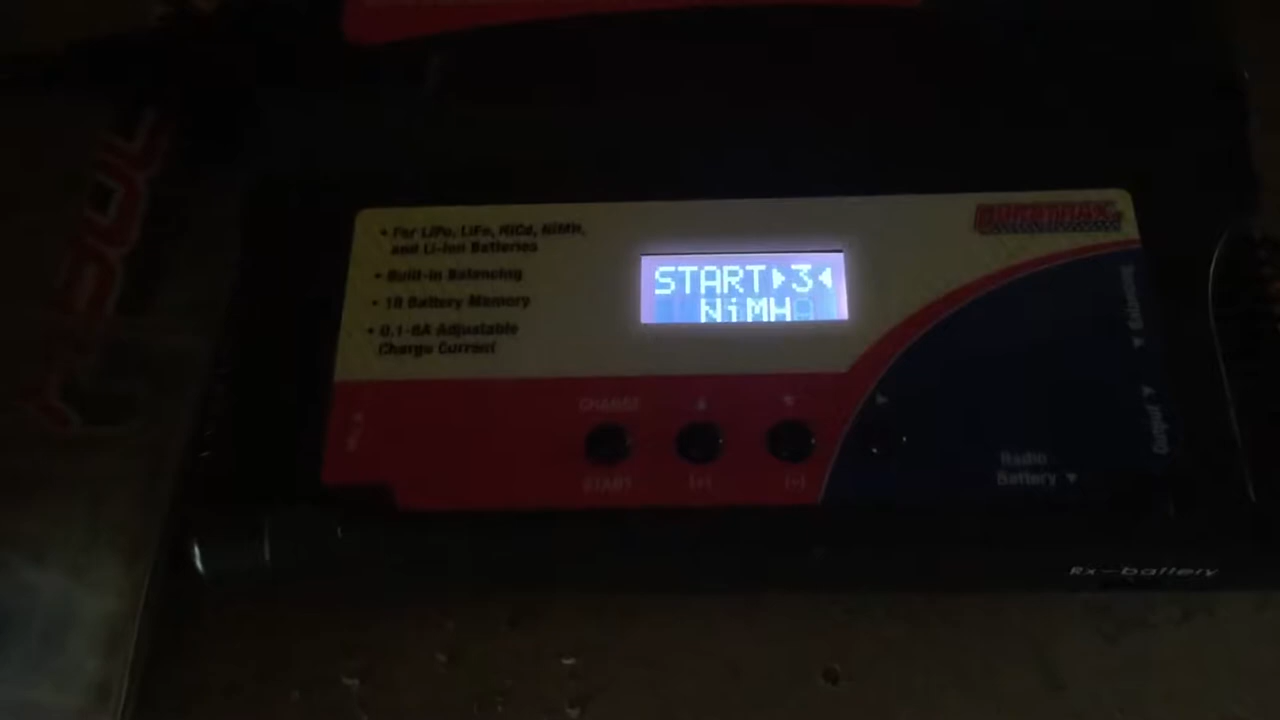 • For LiPo, LiFe, NiCd, NiMH,
and Li-Ion Batteries
• Built-in Balancing
• 10 Battery Memory
• 0.1-6A Adjustable
Charge Current
DURATRAX
START▶3◀
NiMH
CHARGE ▲ ▼
START (+) (-)
Balancing ▼
Output ▼
Radio
Battery ▼
Rx-battery